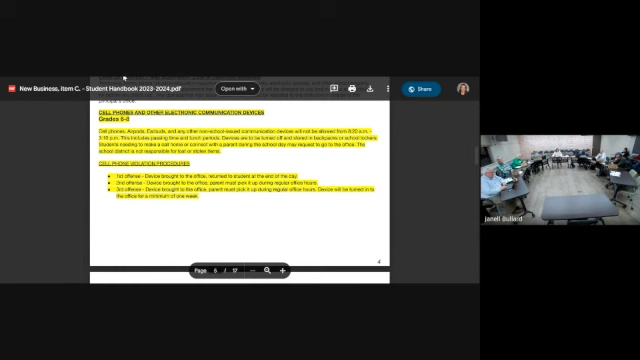 New Business, Item C. - Student Handbook 2023-2024.pdf
Open with
Share
principal's office.
CELL PHONES AND OTHER ELECTRONIC COMMUNICATION DEVICES
Grades 6-8
Cell phones, Airpods, Earbuds, and any other non-school-issued communication devices will not be allowed from 8:20 a.m. -
3:10 p.m. This includes passing time and lunch periods. Devices are to be turned off and stored in backpacks or school lockers.
Students needing to make a call home or connect with a parent during the school day may request to go to the office. The
school district is not responsible for lost or stolen items.
CELL PHONE VIOLATION PROCEDURES
1st offense - Device brought to the office, returned to student at the end of the day.
2nd offense - Device brought to the office, parent must pick it up during regular office hours.
3rd offense - Device brought to the office, parent must pick it up during regular office hours. Device will be turned in to
the office for a minimum of one week.
4
Page 5 / 17
Janell Bullard